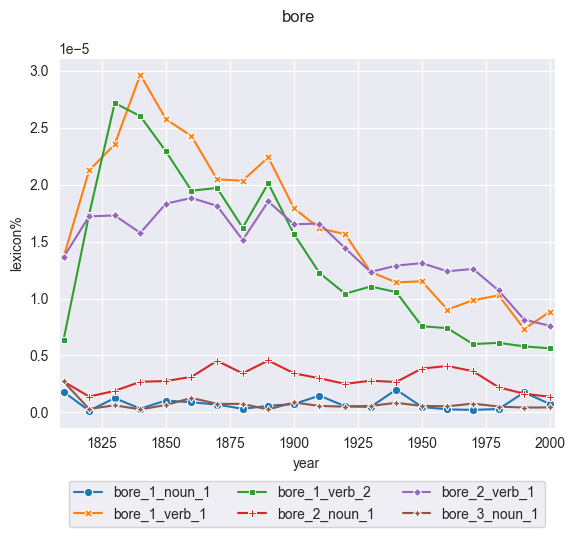 bore
1e−5
3.0
2.5
2.0
1.5
1.0
0.5
0.0
lexicon%
1825 1850 1875 1900 1925 1950 1975 2000
year
bore_1_noun_1 bore_1_verb_2 bore_2_verb_1
bore_1_verb_1 bore_2_noun_1 bore_3_noun_1